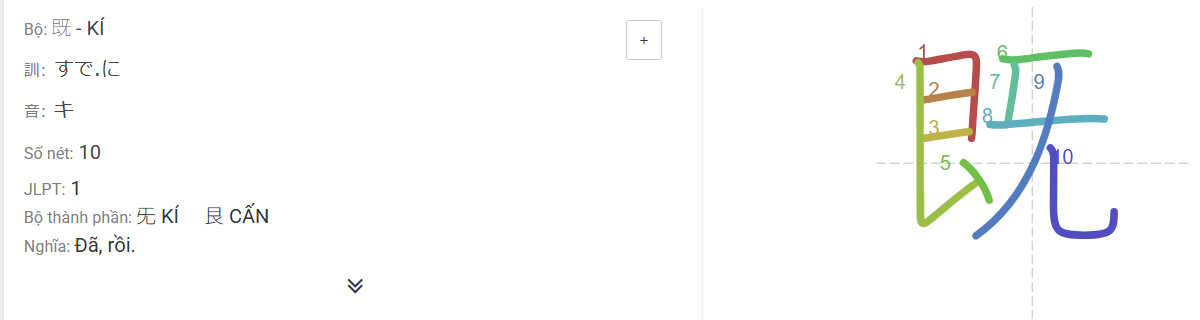 Bộ: 既 - KÍ
訓: すで.に
音: キ
Số nét: 10
JLPT: 1
Bộ thành phần: 旡 KÍ 艮 CẤN
Nghĩa: Đã, rồi.
+
1 2 3 4 5 6 7 8 9 10
既